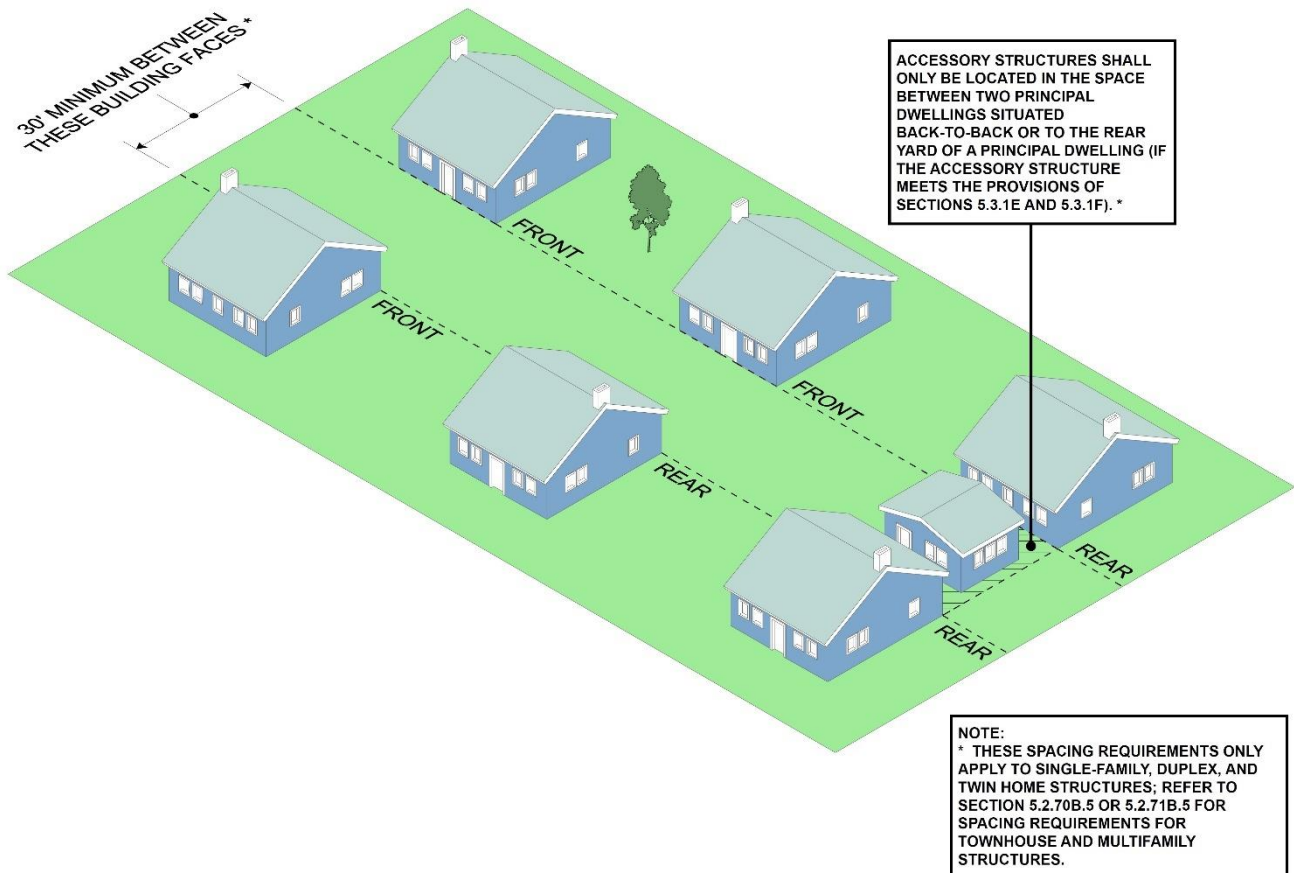 30' MINIMUM BETWEEN
THESE BUILDING FACES *
ACCESSORY STRUCTURES SHALL
ONLY BE LOCATED IN THE SPACE
BETWEEN TWO PRINCIPAL
DWELLINGS SITUATED
BACK-TO-BACK OR TO THE REAR
YARD OF A PRINCIPAL DWELLING (IF
THE ACCESSORY STRUCTURE
MEETS THE PROVISIONS OF
SECTIONS 5.3.1E AND 5.3.1F). *
FRONT
FRONT
FRONT
REAR
REAR
REAR
NOTE:
* THESE SPACING REQUIREMENTS ONLY
APPLY TO SINGLE-FAMILY, DUPLEX, AND
TWIN HOME STRUCTURES; REFER TO
SECTION 5.2.70B.5 OR 5.2.71B.5 FOR
SPACING REQUIREMENTS FOR
TOWNHOUSE AND MULTIFAMILY
STRUCTURES.